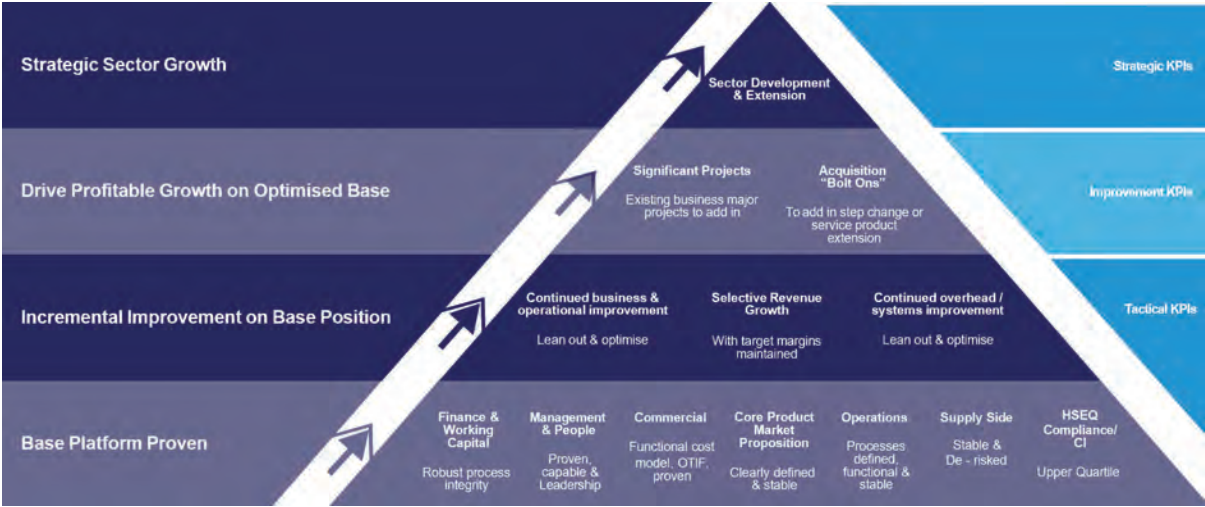 Strategic Sector Growth
Sector Development
& Extension
Strategic KPIs
Drive Profitable Growth on Optimised Base
Significant Projects
Existing business major
projects to add in
Acquisition
"Bolt Ons"
To add in step change or
service product
extension
Improvement KPIs
Incremental Improvement on Base Position
Continued business &
operational improvement
Lean out & optimise
Selective Revenue
Growth
With target margins
maintained
Continued overhead /
systems improvement
Lean out & optimise
Tactical KPIs
Base Platform Proven
Finance &
Working
Capital
Robust process
integrity
Management
& People
Proven,
capable &
Leadership
Commercial
Functional cost
model, OTIF,
proven
Core Product
Market
Proposition
Clearly defined
& stable
Operations
Processes
defined,
functional &
stable
Supply Side
Stable &
De - risked
HSEQ
Compliance/
CI
Upper Quartile